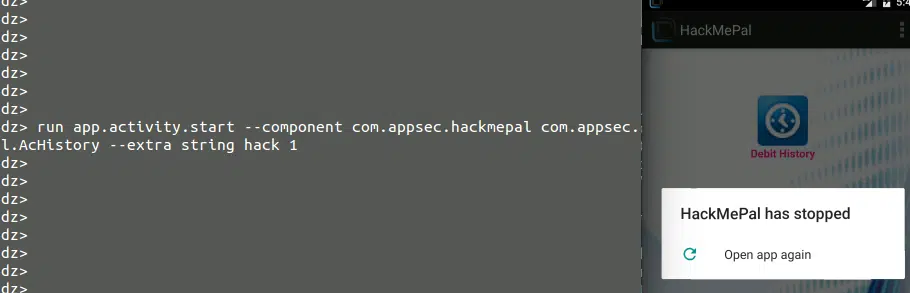 dz>
dz>
dz>
dz>
dz>
dz>
dz>
dz> run app.activity.start --component com.appsec.hackmepal com.appsec.
l.AcHistory --extra string hack 1
dz>
dz>
dz>
dz>
dz>
dz>
dz>
dz>
5:4
HackMePal
Debit History
HackMePal has stopped
Open app again